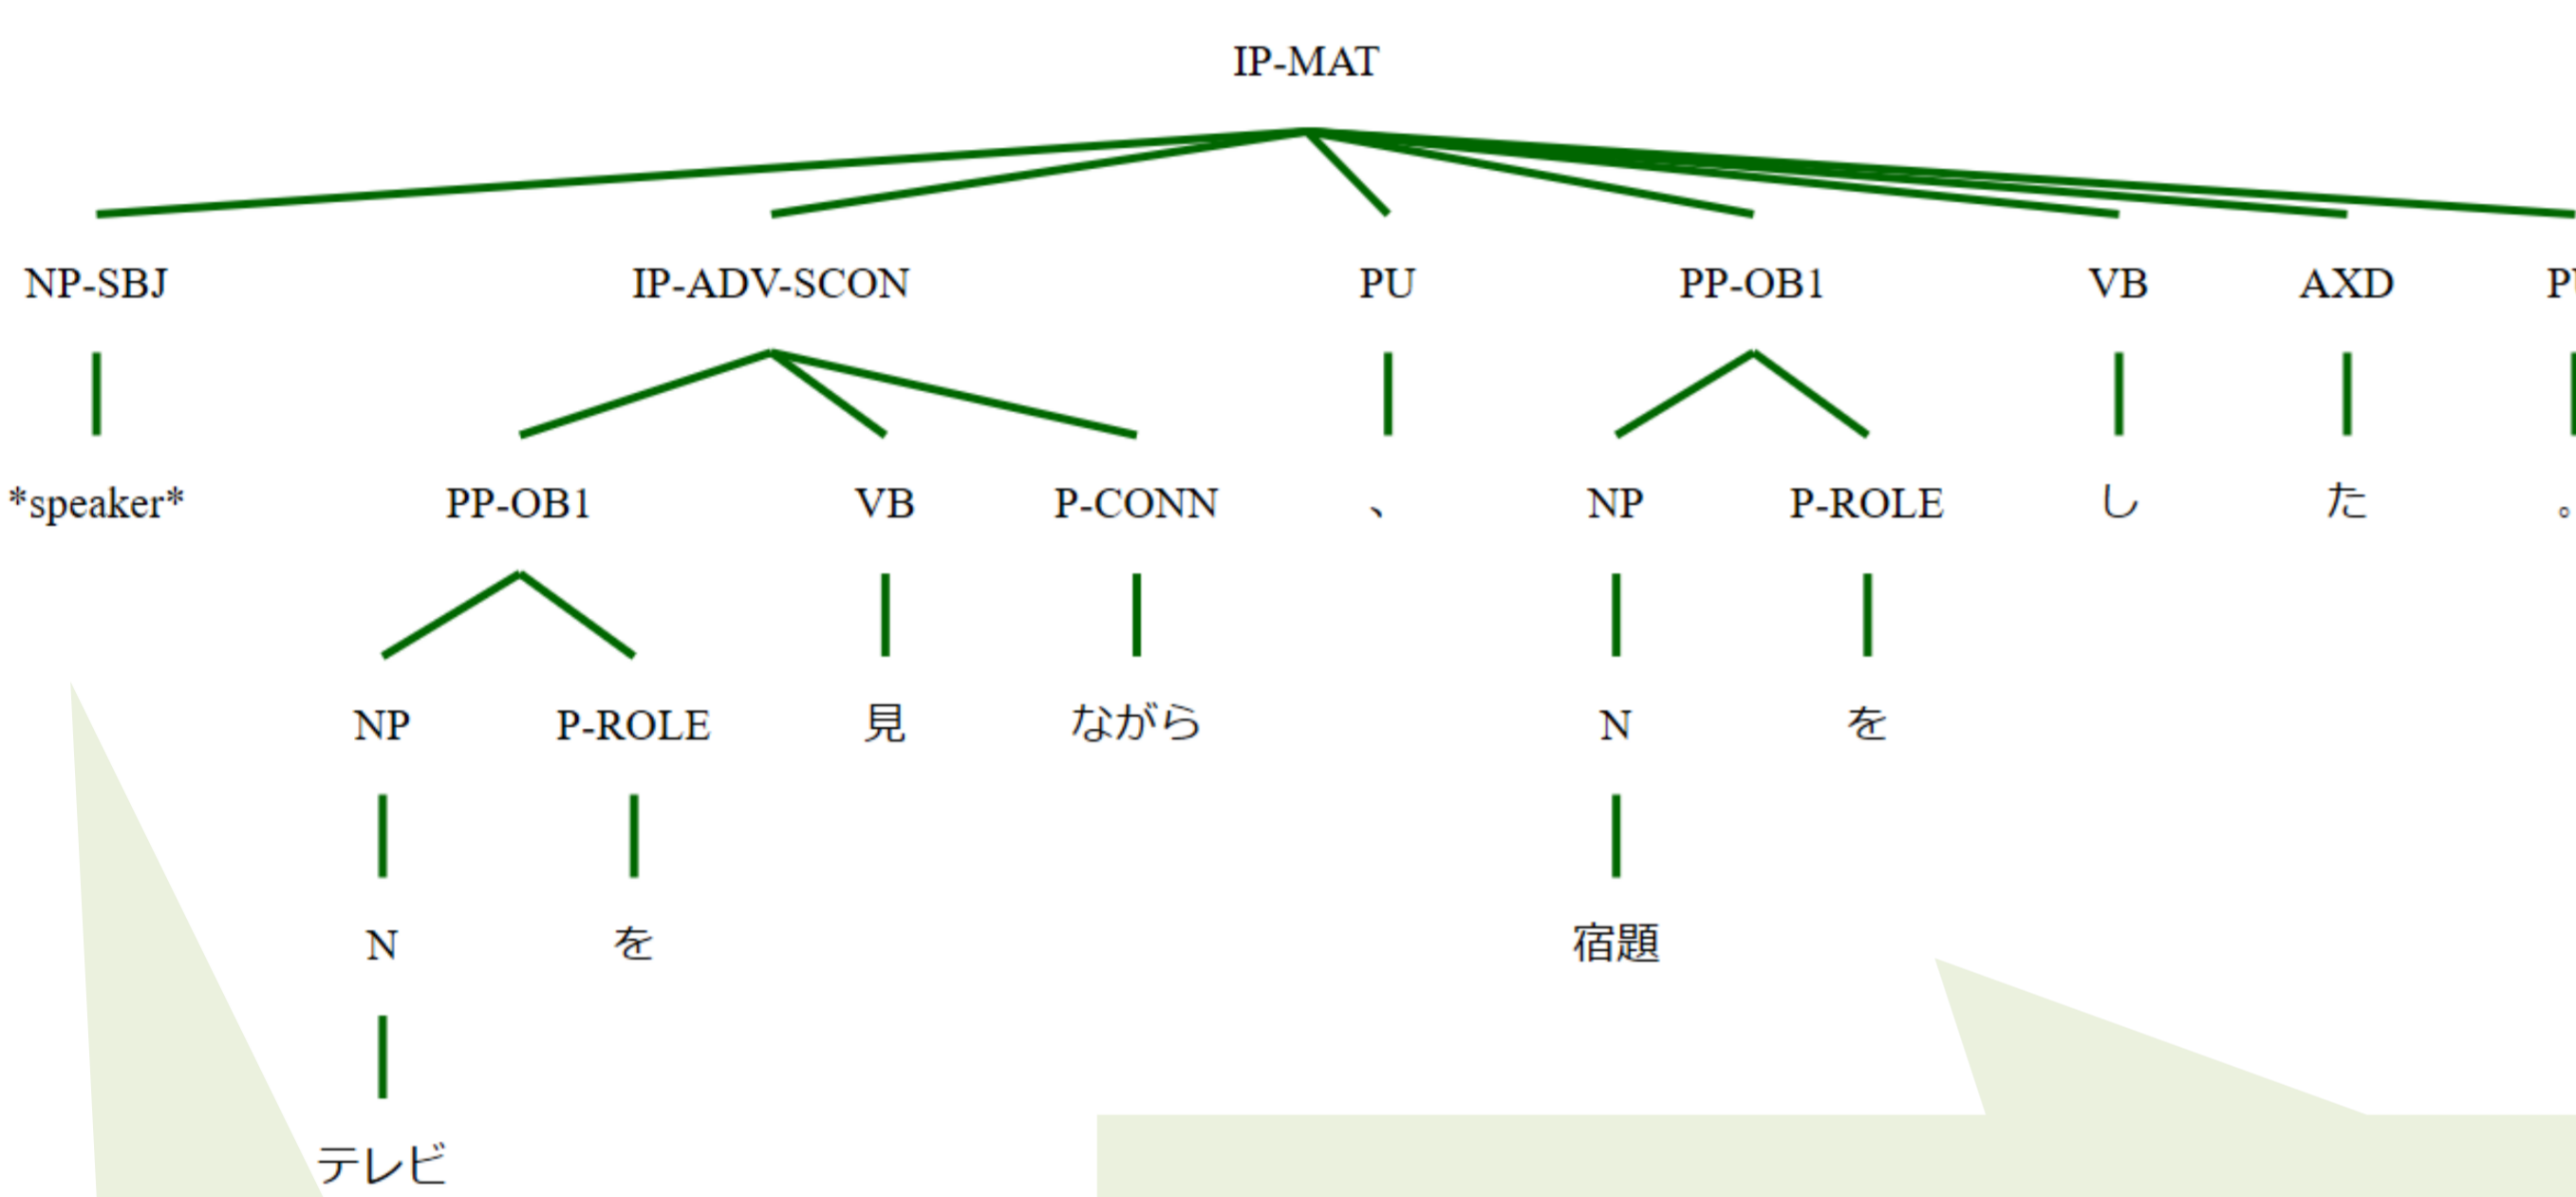 IP-MAT
NP-SBJ IP-ADV-SCON PU PP-OB1 VB AXD
*speaker* PP-OB1 VB P-CONN 、 NP P-ROLE し た 。
NP P-ROLE 見 ながら N を
N を 宿題
テレビ